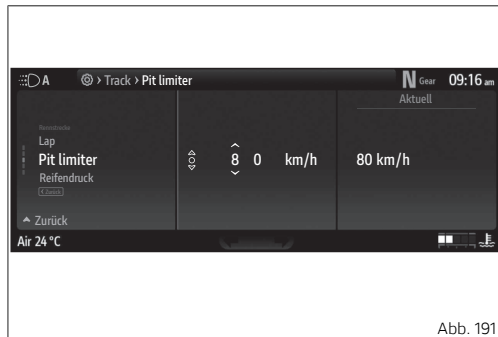 A › Track › Pit limiter N Gear 09:16 am
Aktuell
Lap
Pit limiter 8 0 km/h 80 km/h
Reifendruck
Zurück
Air 24 °C
Abb. 191